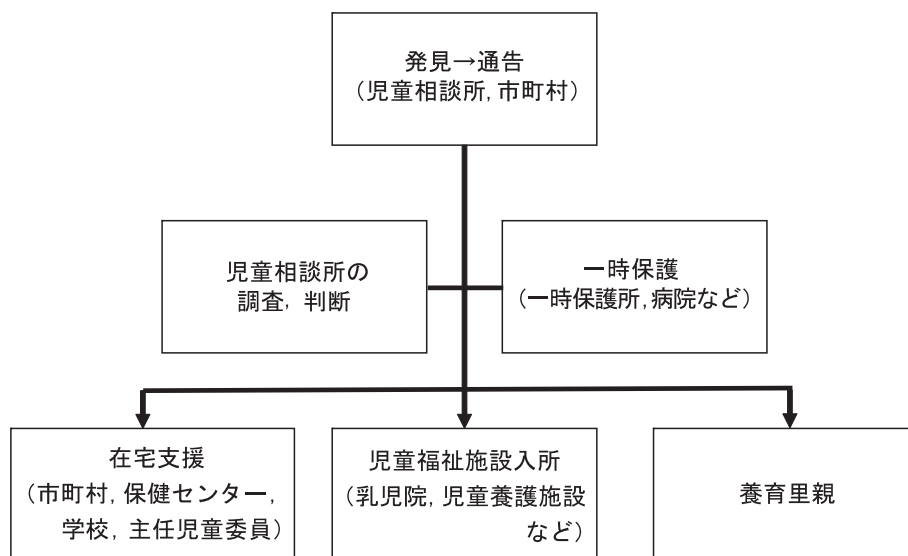 発見→通告
(児童相談所, 市町村)
児童相談所の
調査, 判断
一時保護
(一時保護所, 病院など)
在宅支援
(市町村, 保健センター,
学校, 主任児童委員)
児童福祉施設入所
(乳児院, 児童養護施設
など)
養育里親